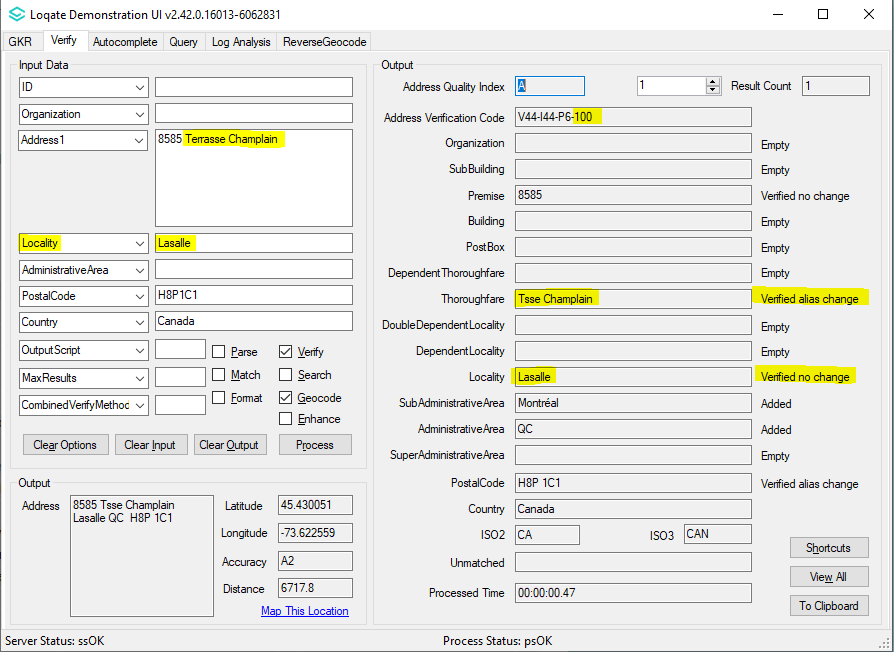 Loqate Demonstration UI v2.42.0.16013-6062831
GKR Verify Autocomplete Query Log Analysis ReverseGeocode
Input Data
ID
Organization
Address1 8585 Terrasse Champlain
Locality Lasalle
AdministrativeArea
PostalCode H8P1C1
Country Canada
OutputScript Parse Verify
MaxResults Match Search
CombinedVerifyMethod Format Geocode
Enhance
Clear Options Clear Input Clear Output Process
Output
Address 8585 Tsse Champlain
Lasalle QC H8P 1C1
Latitude 45.430051
Longitude -73.622559
Accuracy A2
Distance 6717.8
Map This Location
Output
Address Quality Index A 1 Result Count 1
Address Verification Code V44-I44-P6-100
Organization Empty
SubBuilding Empty
Premise 8585 Verified no change
Building Empty
PostBox Empty
DependentThoroughfare Empty
Thoroughfare Tsse Champlain Verified alias change
DoubleDependentLocality Empty
DependentLocality Empty
Locality Lasalle Verified no change
SubAdministrativeArea Montréal Added
AdministrativeArea QC Added
SuperAdministrativeArea Empty
PostalCode H8P 1C1 Verified alias change
Country Canada
ISO2 CA ISO3 CAN
Unmatched
Processed Time 00:00:00.47
Shortcuts
View All
To Clipboard
Server Status: ssOK Process Status: psOK